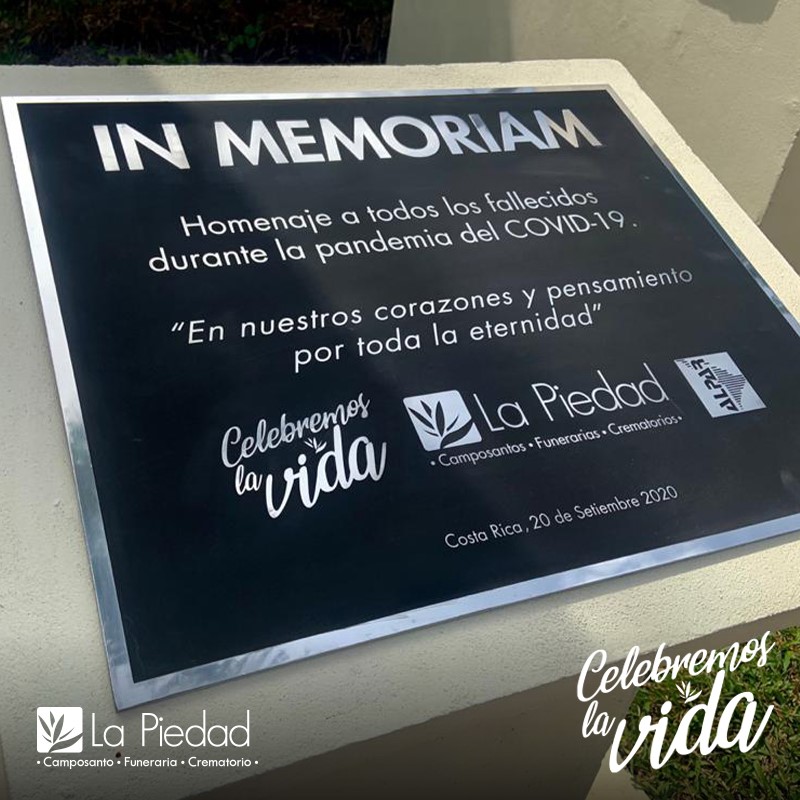 IN MEMORIAM
Homenaje a todos los fallecidos
durante la pandemia del COVID-19.
“En nuestros corazones y pensamiento
por toda la eternidad”
Celebremos
la vida
La Piedad
• Camposantos • Funerarias • Crematorios •
ALPAR
Costa Rica, 20 de Setiembre 2020
La Piedad
• Camposanto • Funeraria • Crematorio •
Celebremos
la vida